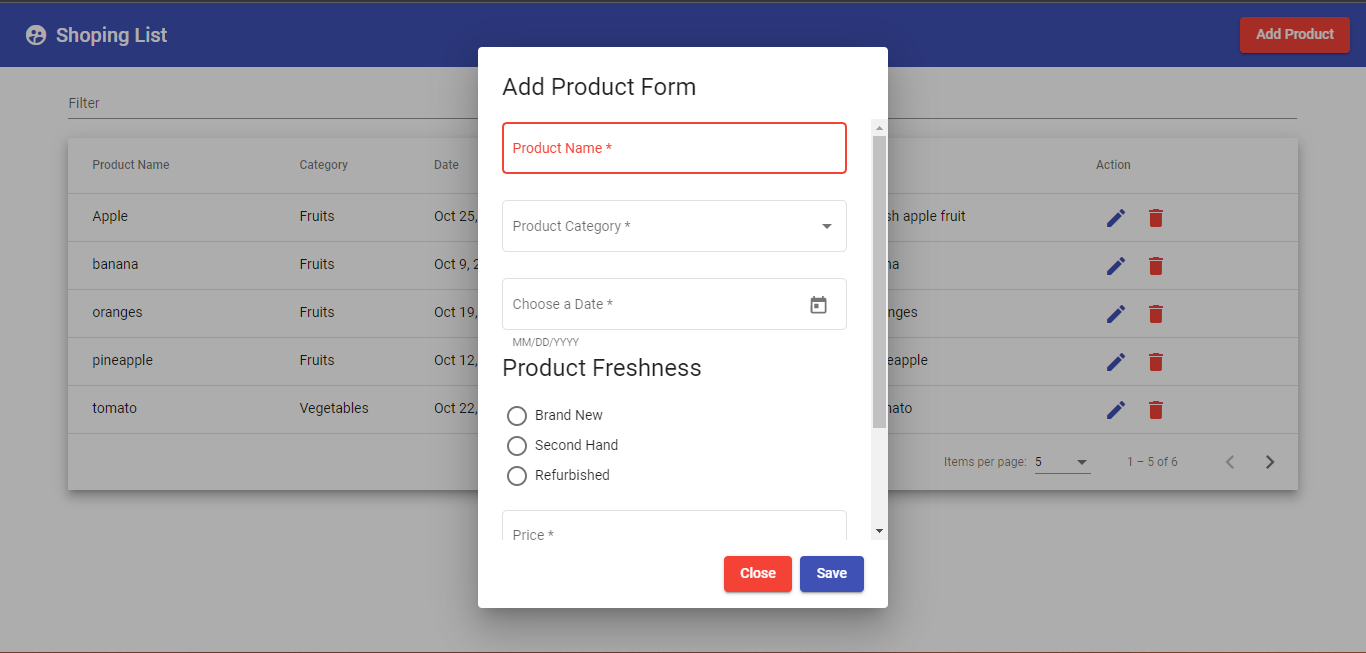 Shoping List
Add Product
Filter
Product Name Category Date Action
Apple Fruits Oct 25, sh apple fruit
banana Fruits Oct 9, 2 na
oranges Fruits Oct 19, nges
pineapple Fruits Oct 12, eapple
tomato Vegetables Oct 22, nato
Items per page: 5 1 – 5 of 6
Add Product Form
Product Name *
Product Category *
Choose a Date *
MM/DD/YYYY
Product Freshness
Brand New
Second Hand
Refurbished
Price *
Close Save